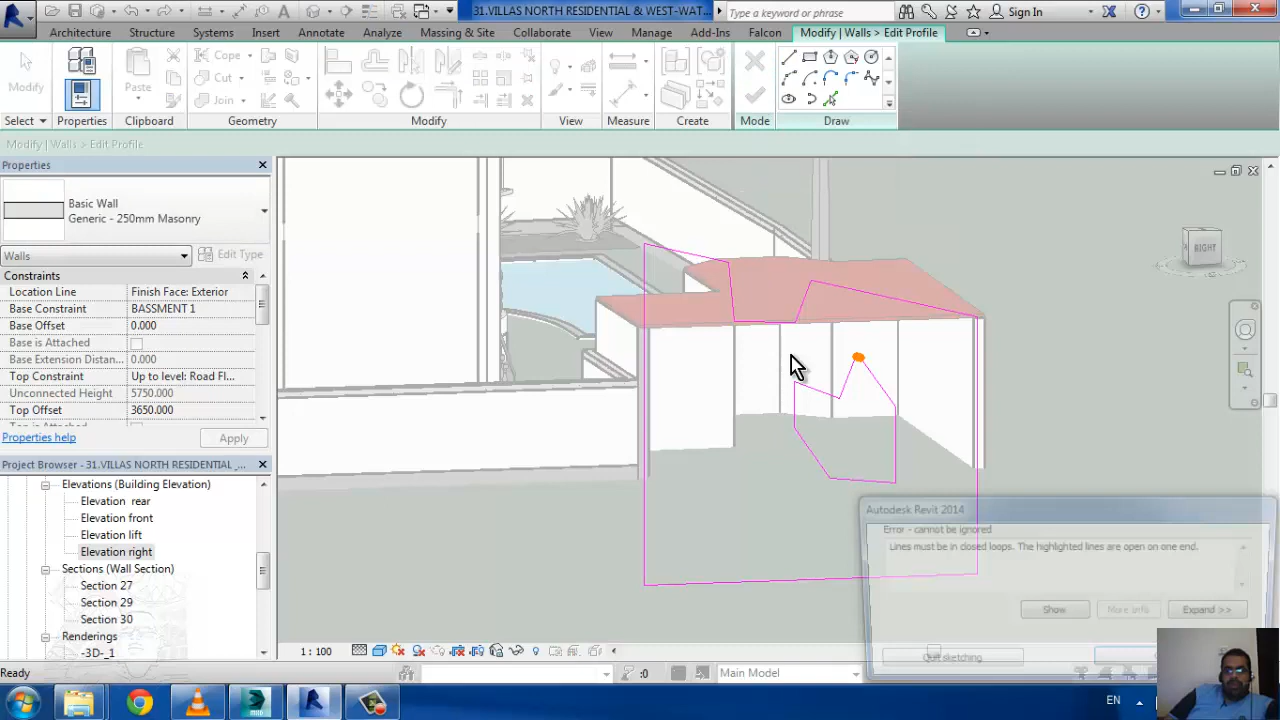 31.VILLAS NORTH RESIDENTIAL & WEST-WAT...
Type a keyword or phrase
Sign In
Architecture
Structure
Systems
Insert
Annotate
Analyze
Massing & Site
Collaborate
View
Manage
Add-Ins
Falcon
Modify | Walls > Edit Profile
Modify
Paste
Cope
Cut
Join
Select
Properties
Clipboard
Geometry
Modify
View
Measure
Create
Mode
Draw
Modify | Walls > Edit Profile
Properties
Basic Wall
Generic - 250mm Masonry
Walls
Edit Type
Constraints
Location Line
Finish Face: Exterior
Base Constraint
BASSMENT 1
Base Offset
0.000
Base is Attached
Base Extension Distan...
0.000
Top Constraint
Up to level: Road Fl...
Unconnected Height
5750.000
Top Offset
3650.000
Properties help
Apply
Project Browser - 31.VILLAS NORTH RESIDENTIAL _...
Elevations (Building Elevation)
Elevation rear
Elevation front
Elevation lift
Elevation right
Sections (Wall Section)
Section 27
Section 29
Section 30
Renderings
-3D-_1
RIGHT
Autodesk Revit 2014
Error - cannot be ignored
Lines must be in closed loops. The highlighted lines are open on one end.
Show
More Info
Expand >>
Quit sketching
1 : 100
Ready
:0
Main Model
EN